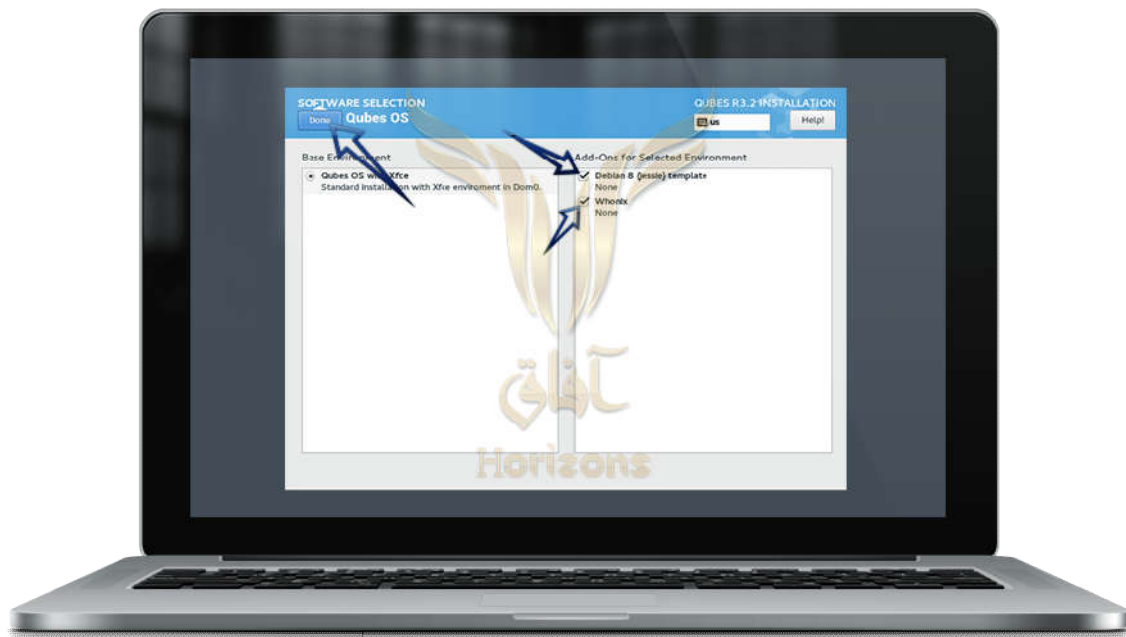 SOFTWARE SELECTION
Done
Qubes OS
QUBES R3.2 INSTALLATION
us
Help!
Base Environment
Qubes OS with Xfce
Standard Installation with Xfce enviroment in Dom0.
Add-Ons for Selected Environment
Debian 8 (jessie) template
None
Whonix
None
آفاق
Horizons